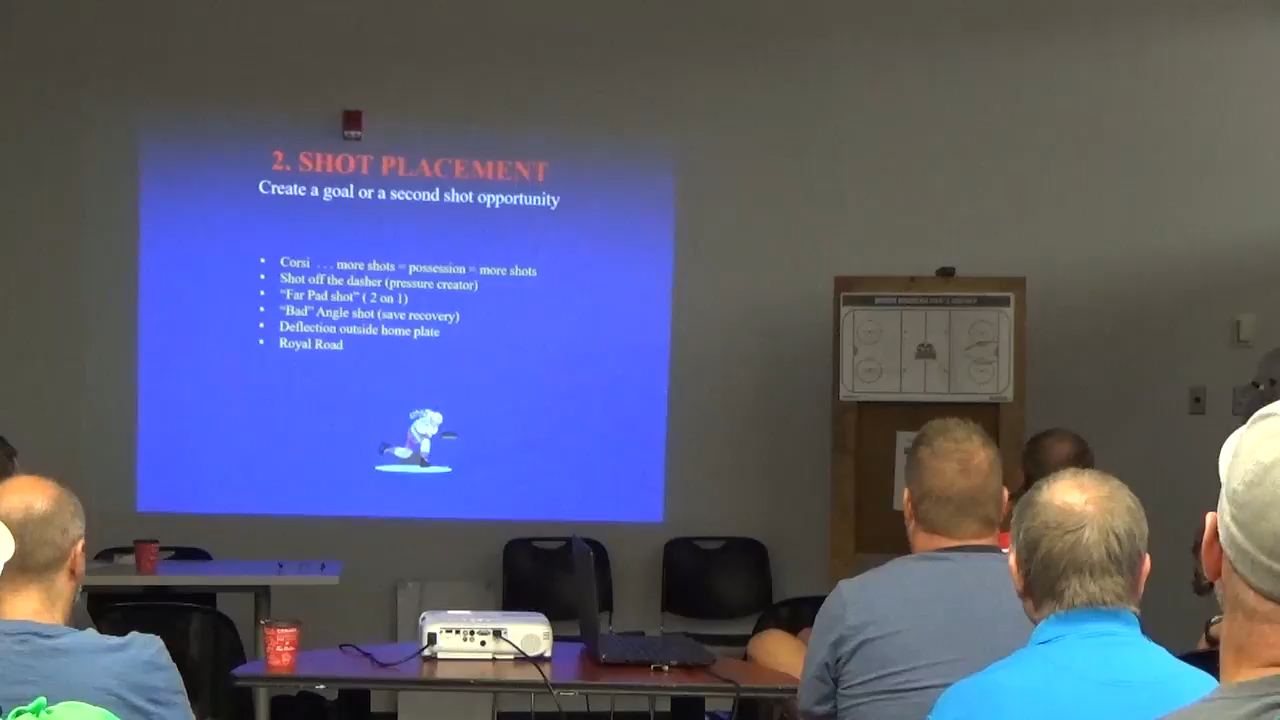 2. SHOT PLACEMENT
Create a goal or a second shot opportunity
• Corsi ... more shots = possession = more shots
• Shot off the dasher (pressure creator)
• “Far Pad shot” ( 2 on 1)
• “Bad” Angle shot (save recovery)
• Deflection outside home plate
• Royal Road